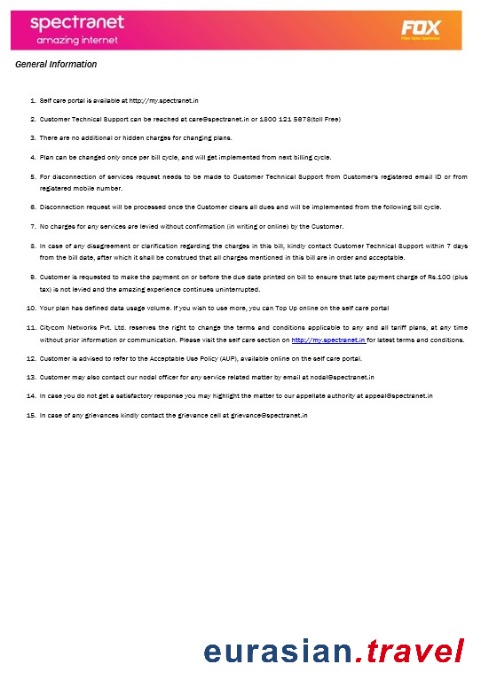 spectranet
amazing internet
FOX
General Information
1. Self care portal is available at http://my.spectranet.in
2. Customer Technical Support can be reached at care@spectranet.in or 1800 121 5678(toll Free)
3. There are no additional or hidden charges for changing plans.
4. Plan can be changed only once per bill cycle, and will get implemented from next billing cycle.
5. For disconnection of services request needs to be made to Customer Technical Support from Customer's registered email ID or from
registered mobile number.
6. Disconnection request will be processed once the Customer clears all dues and will be implemented from the following bill cycle.
7. No charges for any services are levied without confirmation (in writing or online) by the Customer.
8. In case of any disagreement or clarification regarding the charges in this bill, kindly contact Customer Technical Support within 7 days
from the bill date, after which it shall be construed that all charges mentioned in this bill are in order and acceptable.
9. Customer is requested to make the payment on or before the due date printed on bill to ensure that late payment charge of Rs.100 (plus
tax) is not levied and the amazing experience continues uninterrupted.
10. Your plan has defined data usage volume. If you wish to use more, you can Top Up online on the self care portal
11. Citycom Networks Pvt. Ltd. reserves the right to change the terms and conditions applicable to any and all tariff plans, at any time
without prior information or communication. Please visit the self care section on http://my.spectranet.in for latest terms and conditions.
12. Customer is advised to refer to the Acceptable Use Policy (AUP), available online on the self care portal.
13. Customer may also contact our nodal officer for any service related matter by email at nodal@spectranet.in
14. In case you do not get a satisfactory response you may highlight the matter to our appellate authority at appeal@spectranet.in
15. In case of any grievances kindly contact the grievance cell at grievance@spectranet.in
eurasian.travel